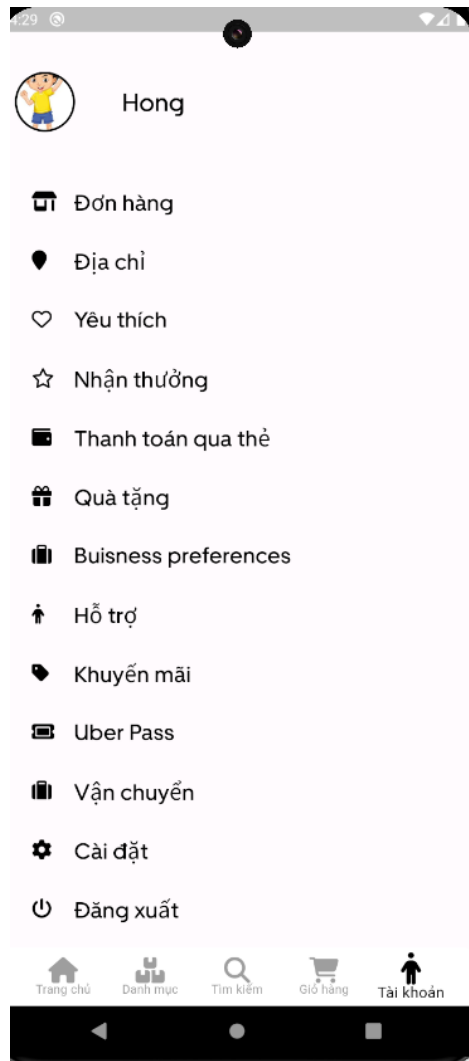 4:29
Hong
Đơn hàng
Địa chỉ
Yêu thích
Nhận thưởng
Thanh toán qua thẻ
Quà tặng
Buisness preferences
Hỗ trợ
Khuyến mãi
Uber Pass
Vận chuyển
Cài đặt
Đăng xuất
Trang chủ Danh mục Tìm kiếm Giỏ hàng Tài khoản